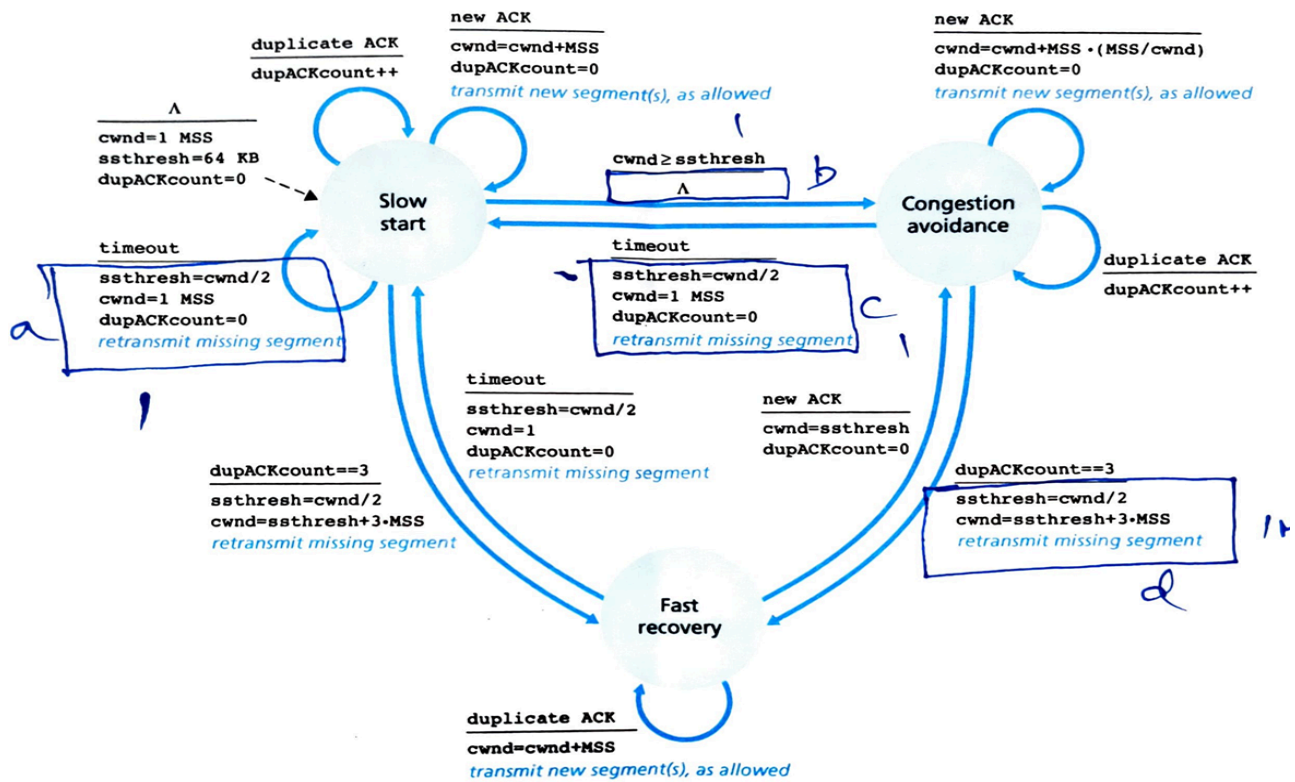 new ACK
cwnd=cwnd+MSS
dupACKcount=0
transmit new segment(s), as allowed
new ACK
cwnd=cwnd+MSS·(MSS/cwnd)
dupACKcount=0
transmit new segment(s), as allowed
duplicate ACK
dupACKcount++
Λ
cwnd=1 MSS
ssthresh=64 KB
dupACKcount=0
1
cwnd≥ssthresh
Λ
b
Slow
start
Congestion
avoidance
timeout
ssthresh=cwnd/2
cwnd=1 MSS
dupACKcount=0
retransmit missing segment
a
1
timeout
ssthresh=cwnd/2
cwnd=1 MSS
dupACKcount=0
retransmit missing segment
c
1
duplicate ACK
dupACKcount++
timeout
ssthresh=cwnd/2
cwnd=1
dupACKcount=0
retransmit missing segment
new ACK
cwnd=ssthresh
dupACKcount=0
dupACKcount==3
ssthresh=cwnd/2
cwnd=ssthresh+3·MSS
retransmit missing segment
dupACKcount==3
ssthresh=cwnd/2
cwnd=ssthresh+3·MSS
retransmit missing segment
d
Fast
recovery
duplicate ACK
cwnd=cwnd+MSS
transmit new segment(s), as allowed